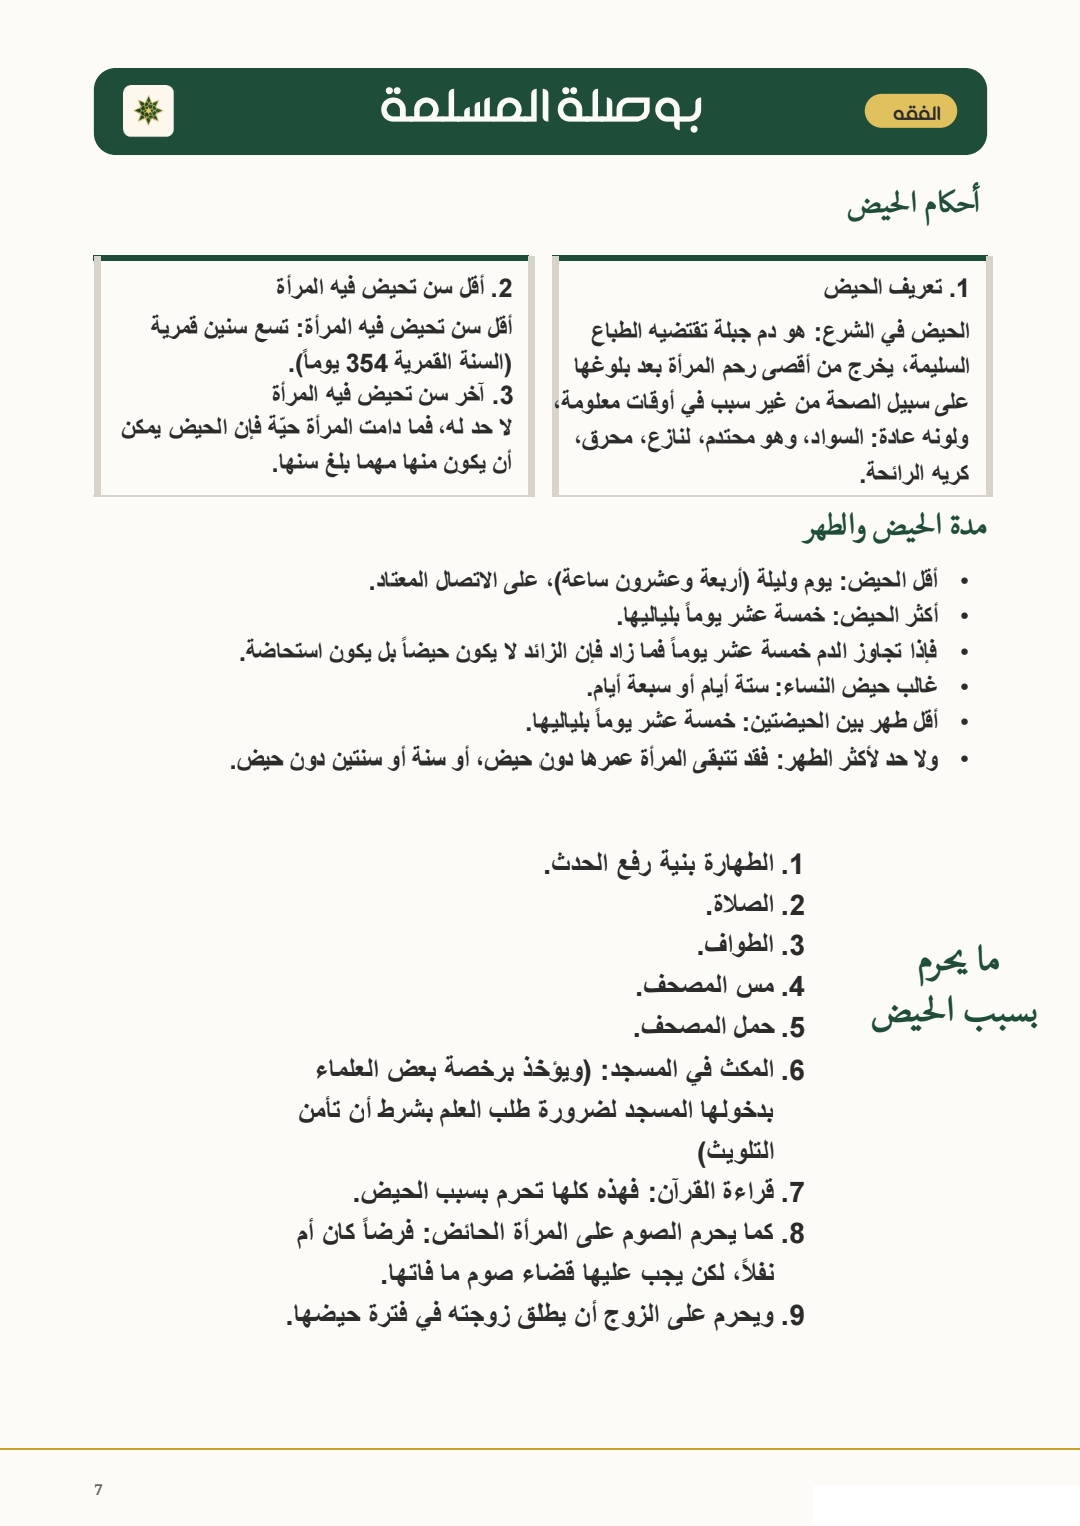 الفقه
بوصلة المسلمة
أحكام الحيض
1. تعريف الحيض
الحيض في الشرع: هو دم جبلة تقتضيه الطباع
السليمة، يخرج من أقصى رحم المرأة بعد بلوغها
على سبيل الصحة من غير سبب في أوقات معلومة،
ولونه عادة: السواد، وهو محتدم، لنازع، محرق،
كريه الرائحة.
2. أقل سن تحيض فيه المرأة
أقل سن تحيض فيه المرأة: تسع سنين قمرية
(السنة القمرية 354 يوماً).
3. آخر سن تحيض فيه المرأة
لا حد له، فما دامت المرأة حيّة فإن الحيض يمكن
أن يكون منها مهما بلغ سنها.
مدة الحيض والطهر
• أقل الحيض: يوم وليلة (أربعة وعشرون ساعة)، على الاتصال المعتاد.
• أكثر الحيض: خمسة عشر يوماً بلياليها.
• فإذا تجاوز الدم خمسة عشر يوماً فما زاد فإن الزائد لا يكون حيضاً بل يكون استحاضة.
• غالب حيض النساء: ستة أيام أو سبعة أيام.
• أقل طهر بين الحيضتين: خمسة عشر يوماً بلياليها.
• ولا حد لأكثر الطهر: فقد تتبقى المرأة عمرها دون حيض، أو سنة أو سنتين دون حيض.
ما يحرم
بسبب الحيض
1. الطهارة بنية رفع الحدث.
2. الصلاة.
3. الطواف.
4. مس المصحف.
5. حمل المصحف.
6. المكث في المسجد: (ويؤخذ برخصة بعض العلماء
بدخولها المسجد لضرورة طلب العلم بشرط أن تأمن
التلويث)
7. قراءة القرآن: فهذه كلها تحرم بسبب الحيض.
8. كما يحرم الصوم على المرأة الحائض: فرضاً كان أم
نفلاً، لكن يجب عليها قضاء صوم ما فاتها.
9. ويحرم على الزوج أن يطلق زوجته في فترة حيضها.
7